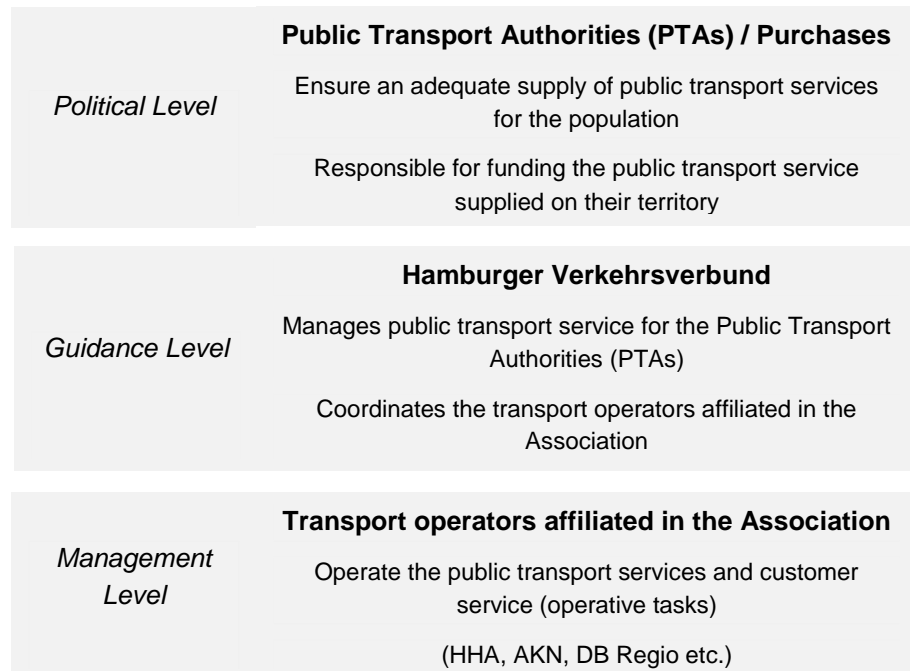 Political Level
Public Transport Authorities (PTAs) / Purchases
Ensure an adequate supply of public transport services
for the population
Responsible for funding the public transport service
supplied on their territory
Guidance Level
Hamburger Verkehrsverbund
Manages public transport service for the Public Transport
Authorities (PTAs)
Coordinates the transport operators affiliated in the
Association
Management
Level
Transport operators affiliated in the Association
Operate the public transport services and customer
service (operative tasks)
(HHA, AKN, DB Regio etc.)